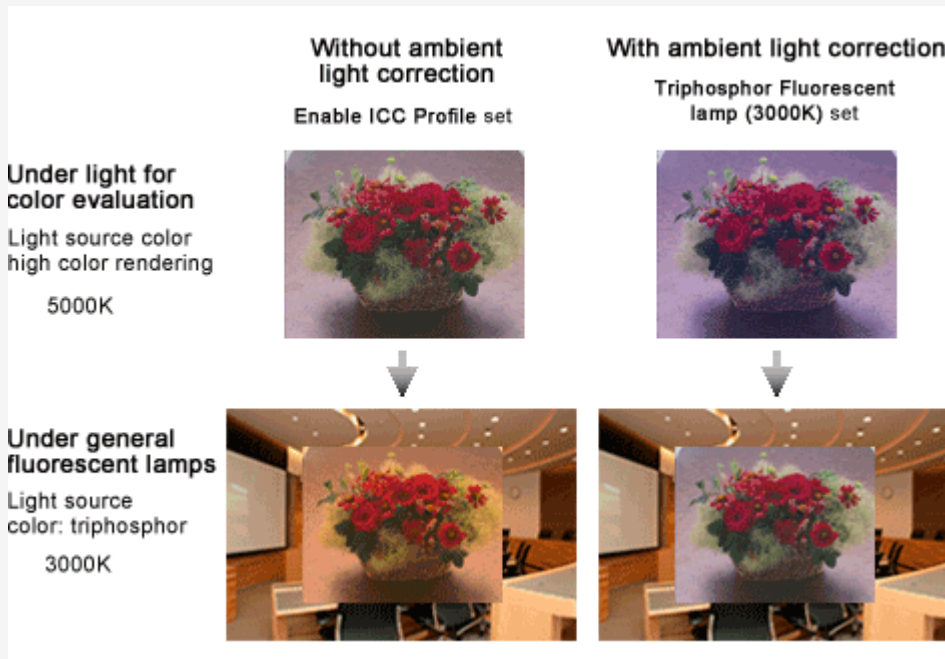 Without ambient
light correction
Enable ICC Profile set
With ambient light correction
Triphosphor Fluorescent
lamp (3000K) set
Under light for
color evaluation
Light source color
high color rendering
5000K
Under general
fluorescent lamps
Light source
color: triphosphor
3000K